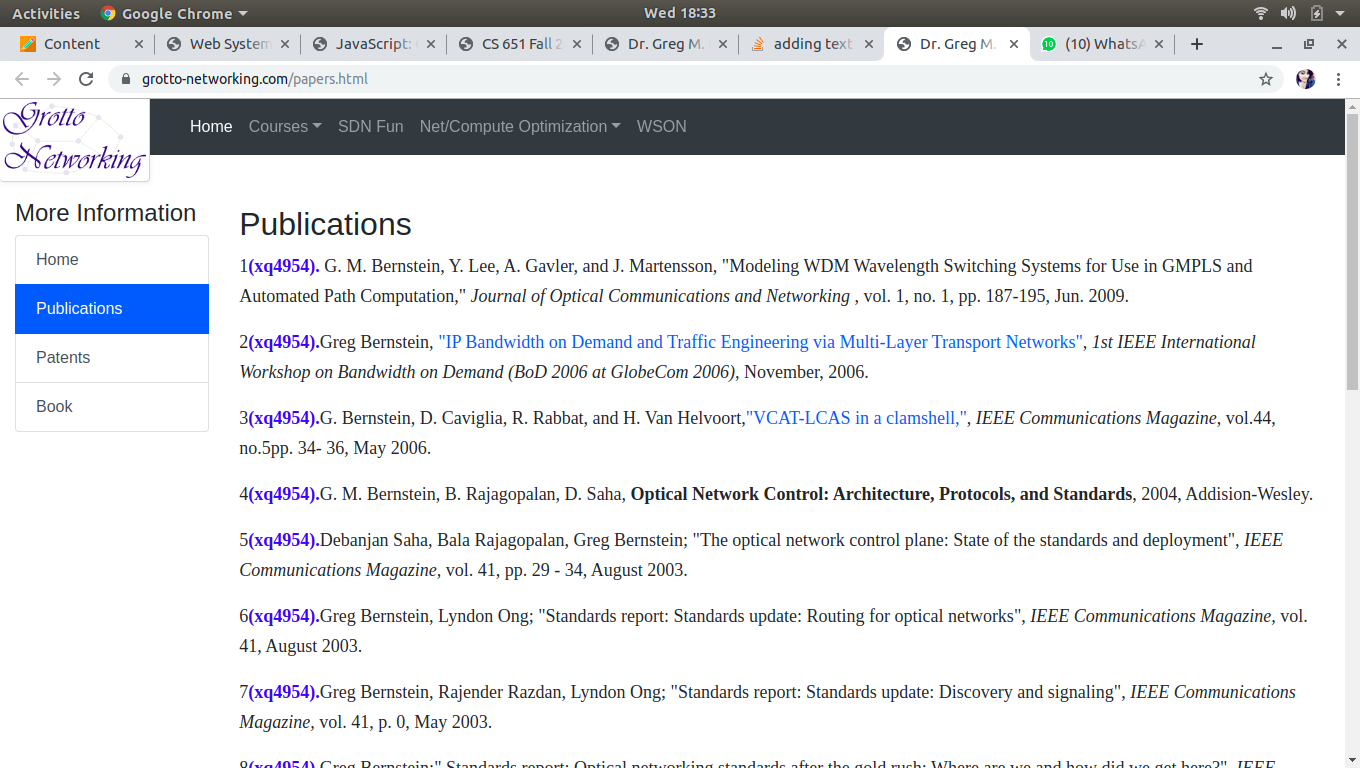 Activities Google Chrome Wed 18:33
Content Web System JavaScript: CS 651 Fall 2 Dr. Greg M. adding text Dr. Greg M. 10 (10) WhatsA
grotto-networking.com/papers.html
Grotto
Networking
Home Courses SDN Fun Net/Compute Optimization WSON
More Information
Home
Publications
Patents
Book
Publications
1(xq4954). G. M. Bernstein, Y. Lee, A. Gavler, and J. Martensson, "Modeling WDM Wavelength Switching Systems for Use in GMPLS and
Automated Path Computation," Journal of Optical Communications and Networking , vol. 1, no. 1, pp. 187-195, Jun. 2009.
2(xq4954).Greg Bernstein, "IP Bandwidth on Demand and Traffic Engineering via Multi-Layer Transport Networks", 1st IEEE International
Workshop on Bandwidth on Demand (BoD 2006 at GlobeCom 2006), November, 2006.
3(xq4954).G. Bernstein, D. Caviglia, R. Rabbat, and H. Van Helvoort,"VCAT-LCAS in a clamshell,", IEEE Communications Magazine, vol.44,
no.5pp. 34- 36, May 2006.
4(xq4954).G. M. Bernstein, B. Rajagopalan, D. Saha, Optical Network Control: Architecture, Protocols, and Standards, 2004, Addision-Wesley.
5(xq4954).Debanjan Saha, Bala Rajagopalan, Greg Bernstein; "The optical network control plane: State of the standards and deployment", IEEE
Communications Magazine, vol. 41, pp. 29 - 34, August 2003.
6(xq4954).Greg Bernstein, Lyndon Ong; "Standards report: Standards update: Routing for optical networks", IEEE Communications Magazine, vol.
41, August 2003.
7(xq4954).Greg Bernstein, Rajender Razdan, Lyndon Ong; "Standards report: Standards update: Discovery and signaling", IEEE Communications
Magazine, vol. 41, p. 0, May 2003.
8(xq4954).Greg Bernstein;" Standards report: Optical networking standards after the gold rush: Where are we and how did we get here?", IEEE